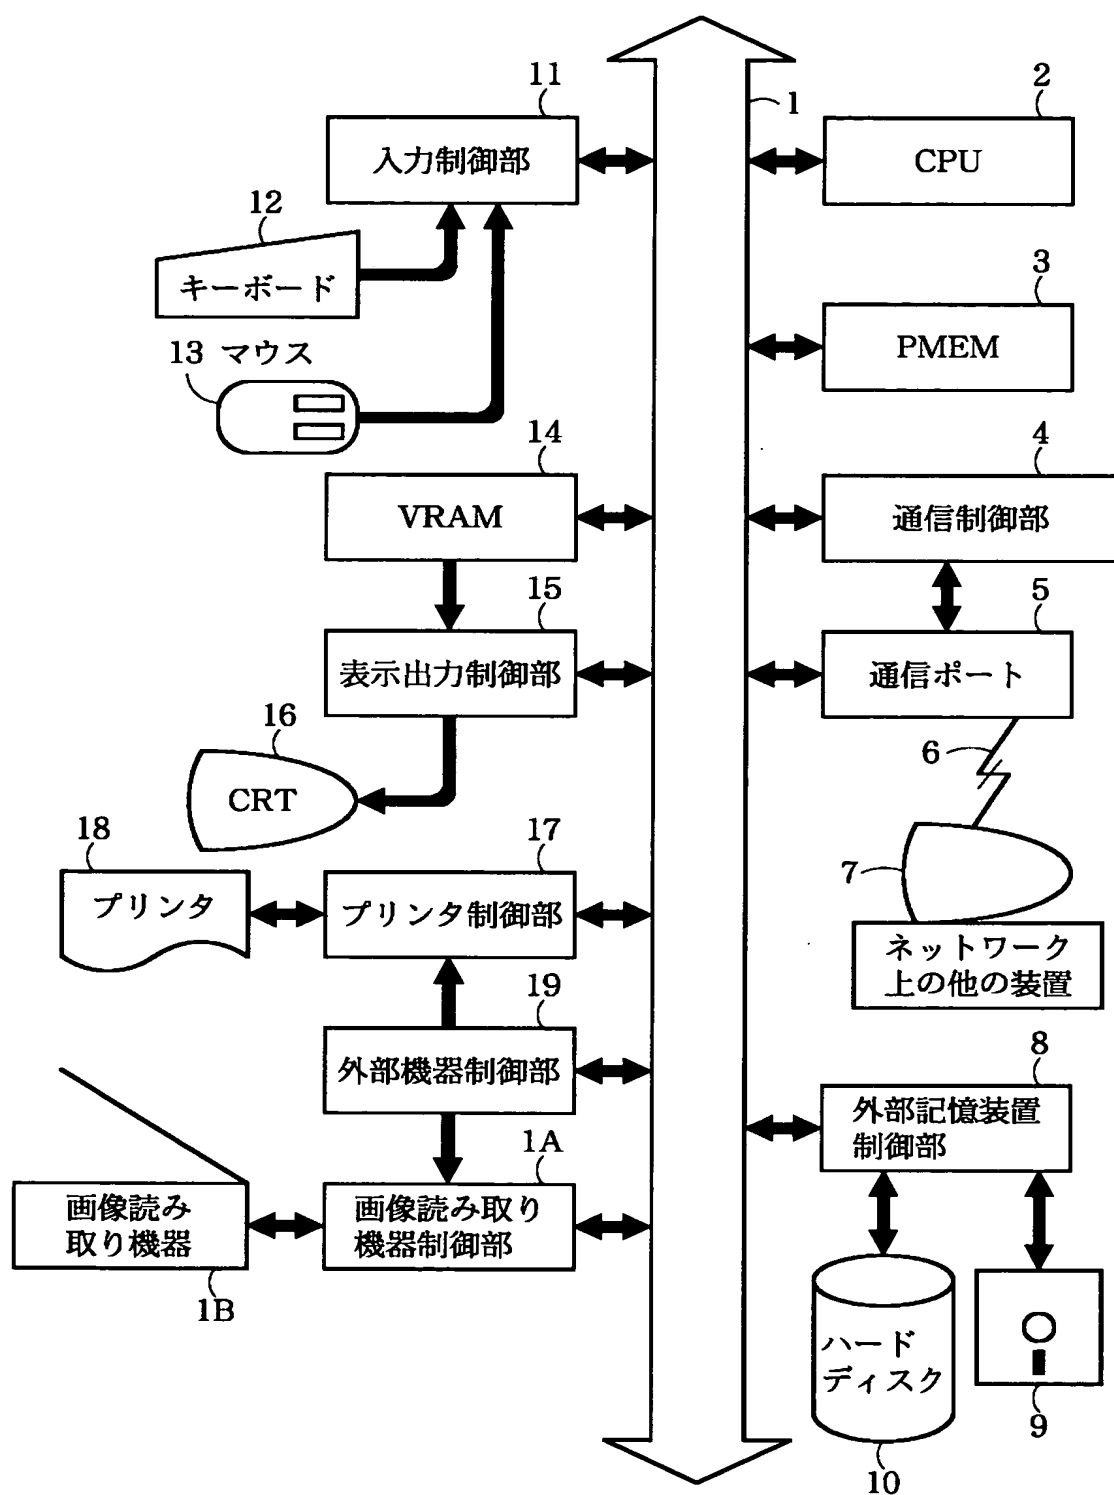 11
入力制御部
12
キーボード
13 マウス
14
VRAM
15
表示出力制御部
16
CRT
17
プリンタ制御部
18
プリンタ
19
外部機器制御部
1A
画像読み取り
機器制御部
画像読み
取り機器
1B
1
2
CPU
3
PMEM
4
通信制御部
5
通信ポート
6
7
ネットワーク
上の他の装置
8
外部記憶装置
制御部
ハード
ディスク
10
9